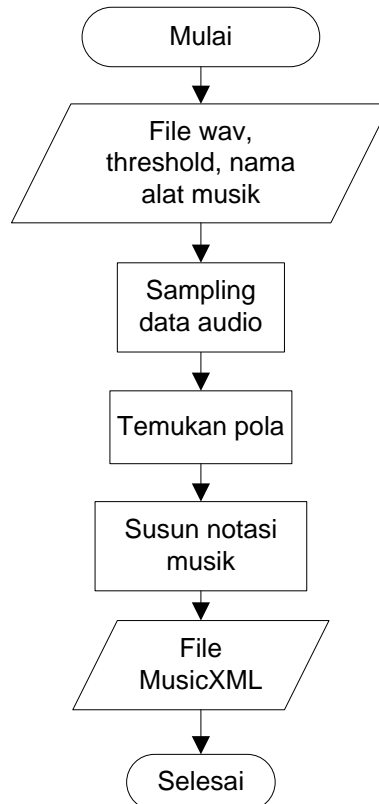 Mulai
File wav,
threshold, nama
alat musik
Sampling
data audio
Temukan pola
Susun notasi
musik
File
MusicXML
Selesai